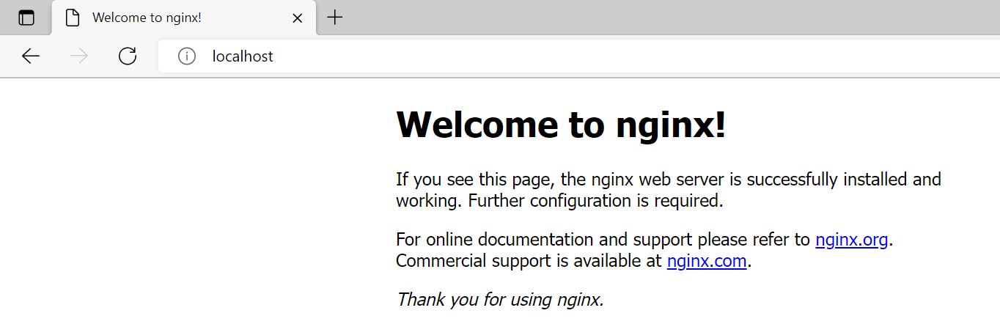 Welcome to nginx!
localhost
Welcome to nginx!
If you see this page, the nginx web server is successfully installed and
working. Further configuration is required.
For online documentation and support please refer to nginx.org.
Commercial support is available at nginx.com.
Thank you for using nginx.